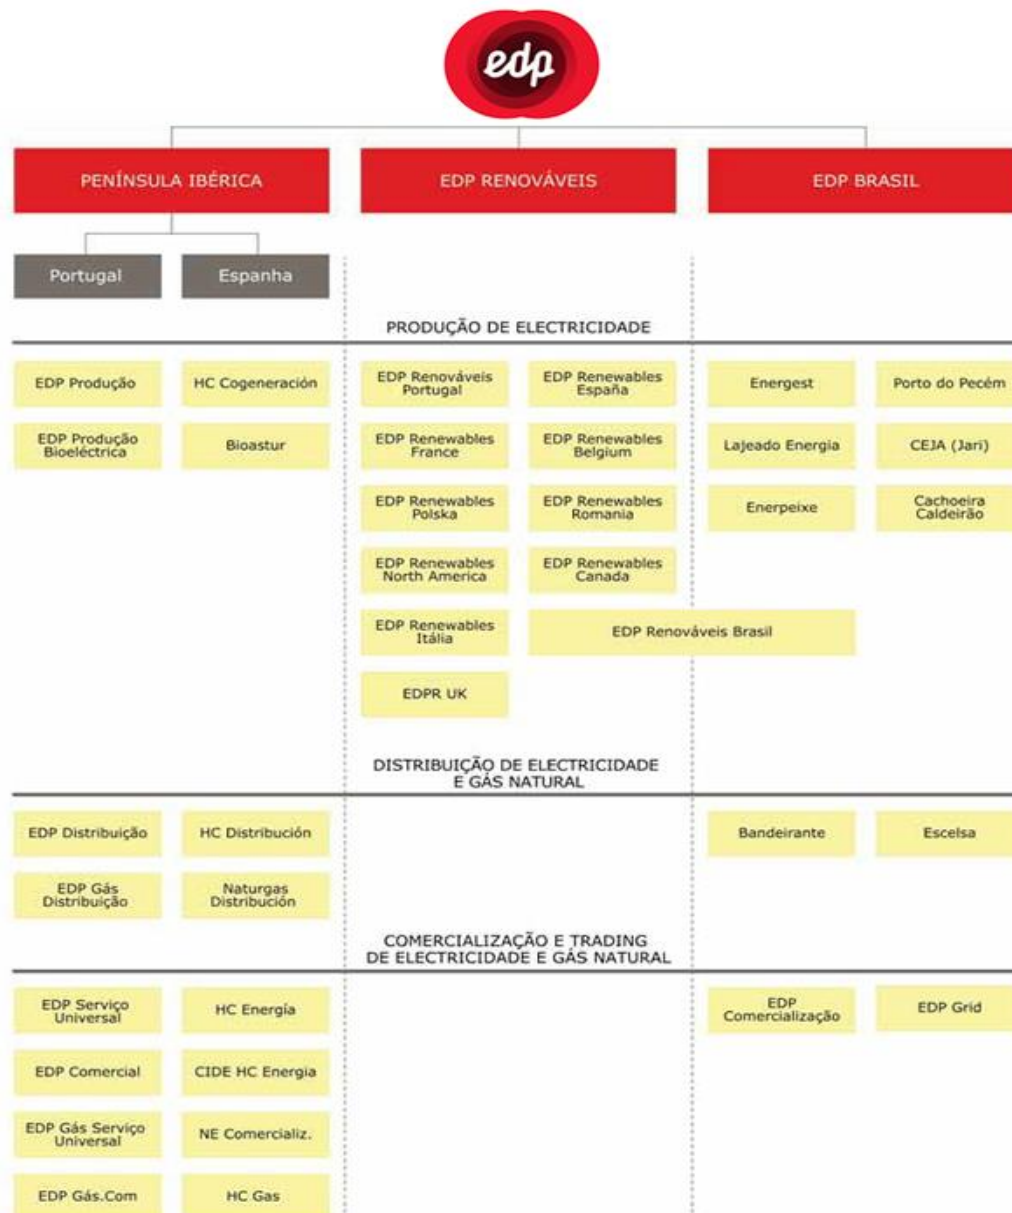 edp
PENÍNSULA IBÉRICA
EDP RENOVÁVEIS
EDP BRASIL
Portugal
Espanha
PRODUÇÃO DE ELECTRICIDADE
EDP Produção
HC Cogeneración
EDP Renováveis
Portugal
EDP Renewables
España
Energest
Porto do Pecém
EDP Produção
Bioeléctrica
Bioastur
EDP Renewables
France
EDP Renewables
Belgium
Lajeado Energia
CEJA (Jari)
EDP Renewables
Polska
EDP Renewables
Romania
Enerpeixe
Cachoeira
Caldeirão
EDP Renewables
North America
EDP Renewables
Canada
EDP Renewables
Itália
EDP Renováveis Brasil
EDPR UK
DISTRIBUIÇÃO DE ELECTRICIDADE
E GÁS NATURAL
EDP Distribuição
HC Distribución
Bandeirante
Escelsa
EDP Gás
Distribuição
Naturgas
Distribución
COMERCIALIZAÇÃO E TRADING
DE ELECTRICIDADE E GÁS NATURAL
EDP Serviço
Universal
HC Energía
EDP
Comercialização
EDP Grid
EDP Comercial
CIDE HC Energia
EDP Gás Serviço
Universal
NE Comercializ.
EDP Gás.Com
HC Gas